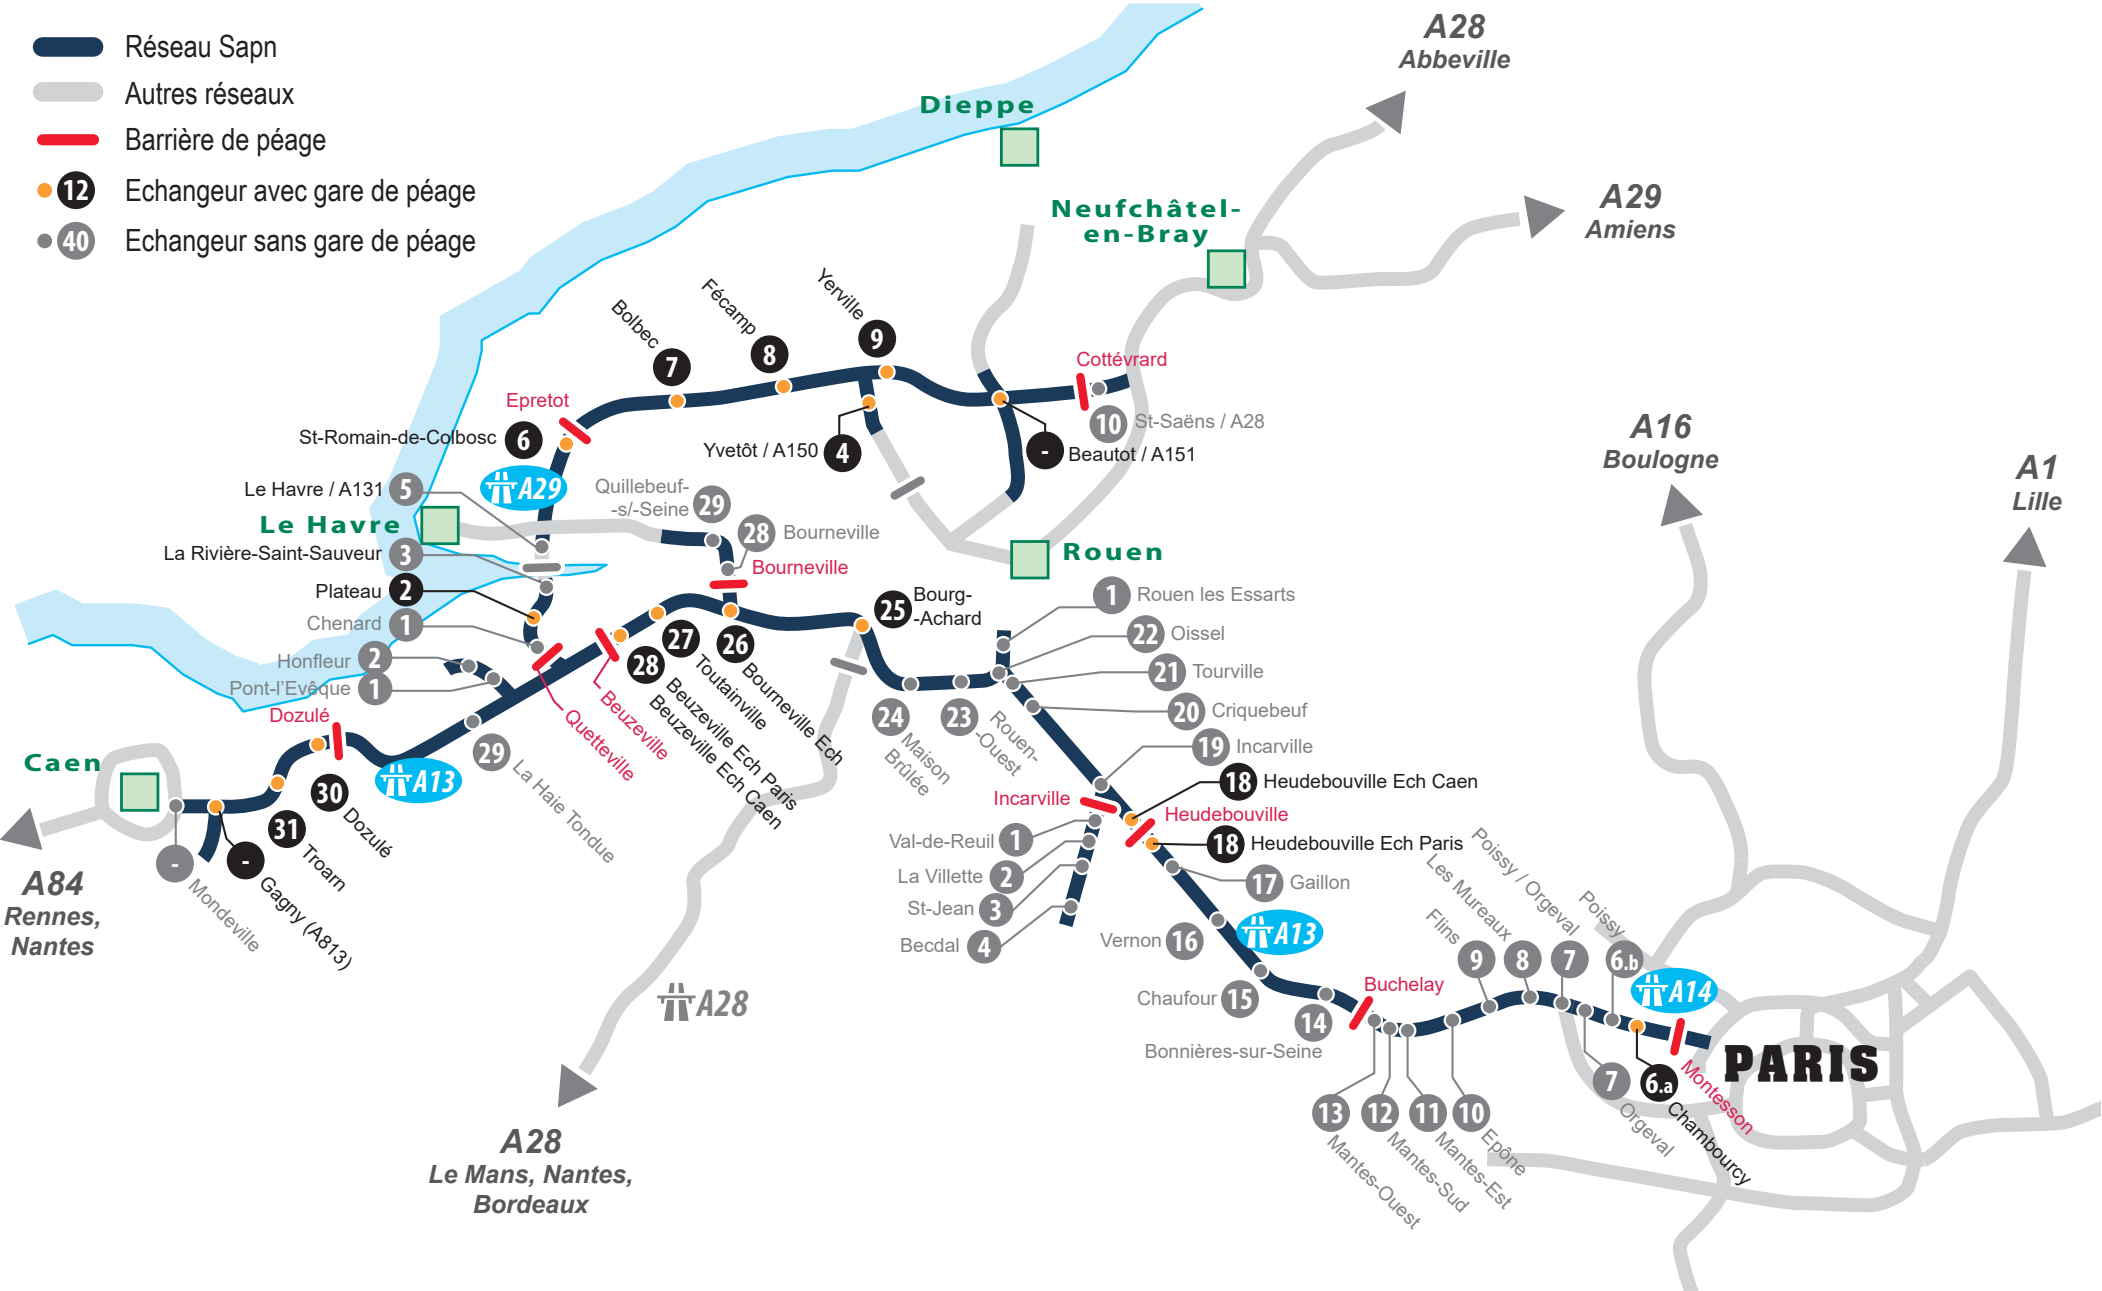 Réseau Sapn
Autres réseaux
Barrière de péage
12
Echangeur avec gare de péage
40
Echangeur sans gare de péage
A28
Abbeville
Dieppe
A29
Amiens
Neufchâtel-
en-Bray
Yerville
9
Fécamp
8
Bolbec
7
Cottévrard
Epretot
10
St-Saëns / A28
St-Romain-de-Colbosc
6
Yvetôt / A150
4
-
Beautot / A151
A16
Boulogne
A1
Lille
A29
Le Havre / A131
5
Quillebeuf-
-s/-Seine
29
Le Havre
28
Bourneville
La Rivière-Saint-Sauveur
3
Bourneville
Rouen
Plateau
2
25
Bourg-
-Achard
1
Rouen les Essarts
Chenard
1
22
Oissel
Honfleur
2
27
Toutainville
26
Bourneville Ech
28
Beuzeville Ech Paris
Beuzeville Ech Caen
21
Tourville
Pont-l'Evêque
1
20
Criquebeuf
Dozulé
Quetteville
Beuzeville
24
Maison
Brûlée
23
Rouen-
-Ouest
19
Incarville
29
La Haie Tondue
Caen
A13
18
Heudebouville Ech Caen
30
Dozulé
Incarville
Heudebouville
31
Troarn
Val-de-Reuil
1
18
Heudebouville Ech Paris
-
Mondeville
-
Gagny (A813)
La Villette
2
17
Gaillon
A84
Rennes,
Nantes
St-Jean
3
Becdal
4
Vernon
16
A13
Flins
9
Les Mureaux
8
Poissy / Orgeval
7
Poissy
6.b
A14
A28
Chaufour
15
Buchelay
14
Bonnières-sur-Seine
PARIS
Montesson
7
Orgeval
6.a
Chambourcy
13
Mantes-Ouest
12
Mantes-Sud
11
Mantes-Est
10
Epône
A28
Le Mans, Nantes,
Bordeaux